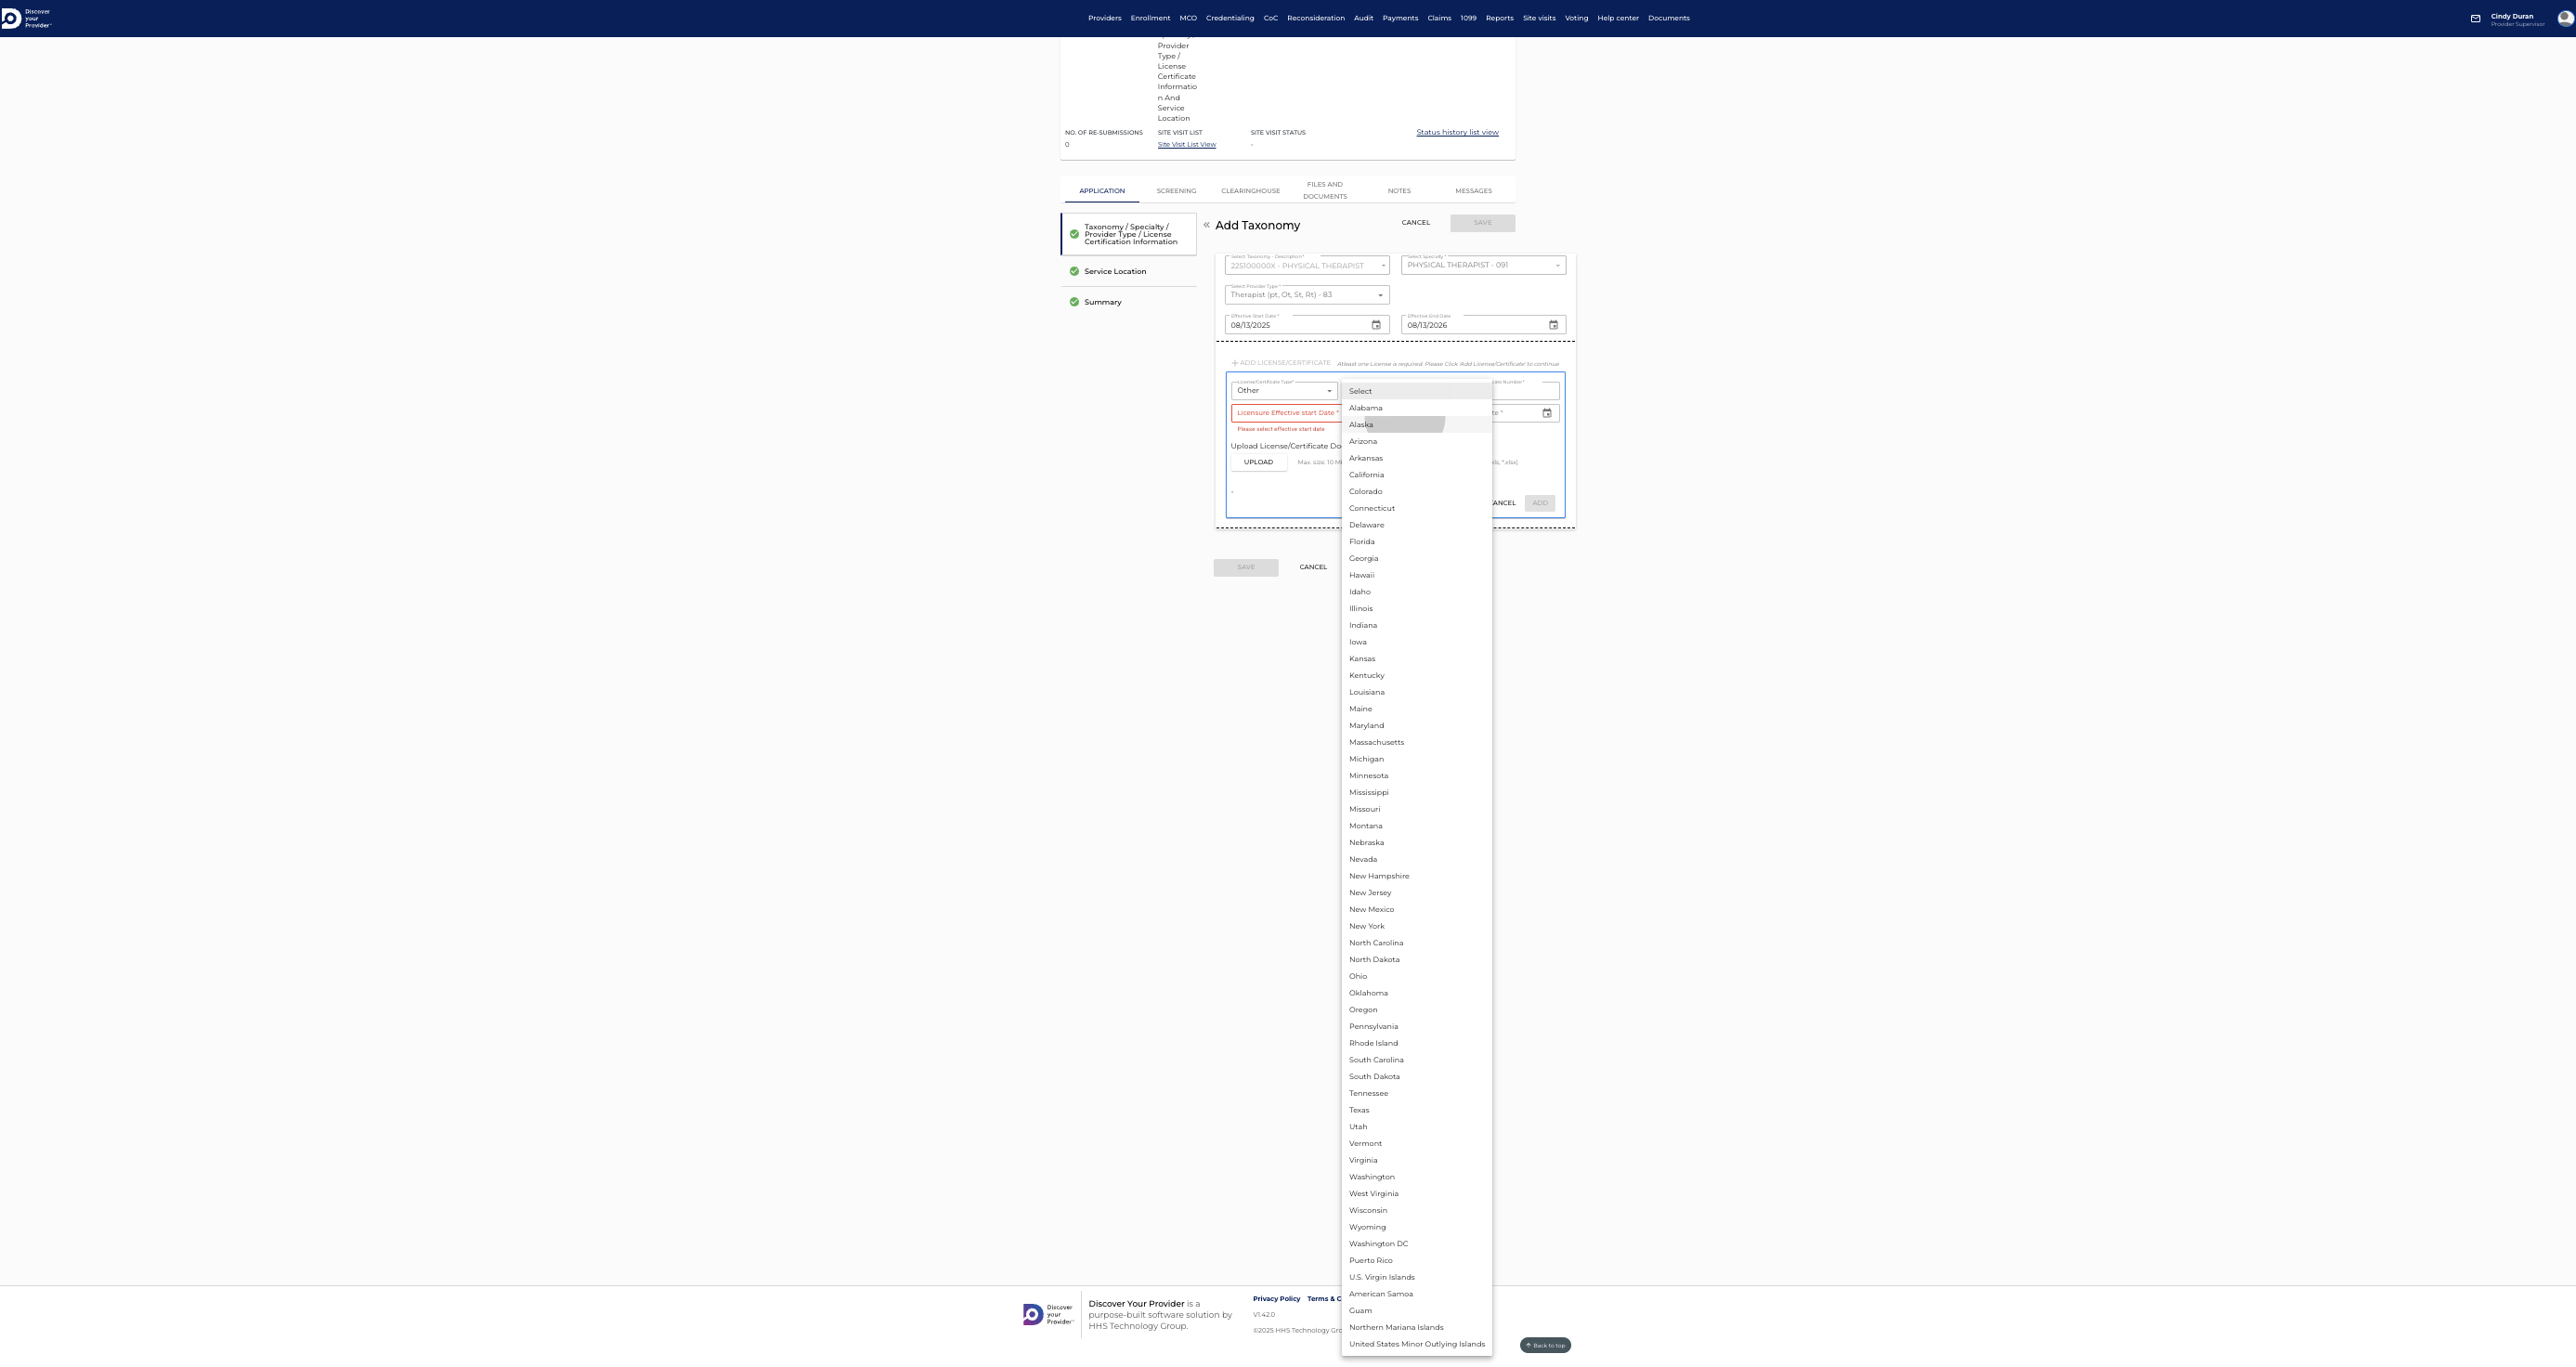 Discover
your
Provider
Providers Enrollment MCO Credentialing CoC Reconsideration Audit Payments Claims 1099 Reports Site visits Voting Help center Documents
Cindy Duran
Provider Supervisor
Provider
Type /
License
Certificate
Informatio
n And
Service
Location
NO. OF RE-SUBMISSIONS SITE VISIT LIST SITE VISIT STATUS Status history list view
0 Site Visit List View -
APPLICATION SCREENING CLEARINGHOUSE FILES AND DOCUMENTS NOTES MESSAGES
Taxonomy / Specialty /
Provider Type / License
Certification Information
Service Location
Summary
« Add Taxonomy CANCEL SAVE
Select Taxonomy - Description* Select Specialty *
225100000X - PHYSICAL THERAPIST PHYSICAL THERAPIST - 091
Select Provider Type *
Therapist (pt, Ot, St, Rt) - 83
Effective Start Date * Effective End Date
08/13/2025 08/13/2026
+ ADD LICENSE/CERTIFICATE Atleast one License is required. Please Click 'Add License/Certificate' to continue
License/Certificate Type*
Other
ate Number *
Licensure Effective start Date * te *
Please select effective start date
Upload License/Certificate Do
UPLOAD Max. size: 10 M ls, *.xlsx)
-
ANCEL ADD
SAVE CANCEL
Select
Alabama
Alaska
Arizona
Arkansas
California
Colorado
Connecticut
Delaware
Florida
Georgia
Hawaii
Idaho
Illinois
Indiana
Iowa
Kansas
Kentucky
Louisiana
Maine
Maryland
Massachusetts
Michigan
Minnesota
Mississippi
Missouri
Montana
Nebraska
Nevada
New Hampshire
New Jersey
New Mexico
New York
North Carolina
North Dakota
Ohio
Oklahoma
Oregon
Pennsylvania
Rhode Island
South Carolina
South Dakota
Tennessee
Texas
Utah
Vermont
Virginia
Washington
West Virginia
Wisconsin
Wyoming
Washington DC
Puerto Rico
U.S. Virgin Islands
American Samoa
Guam
Northern Mariana Islands
United States Minor Outlying Islands
Discover
your
Provider
Discover Your Provider is a
purpose-built software solution by
HHS Technology Group.
Privacy Policy Terms & C
V1.42.0
©2025 HHS Technology Gro
Back to top